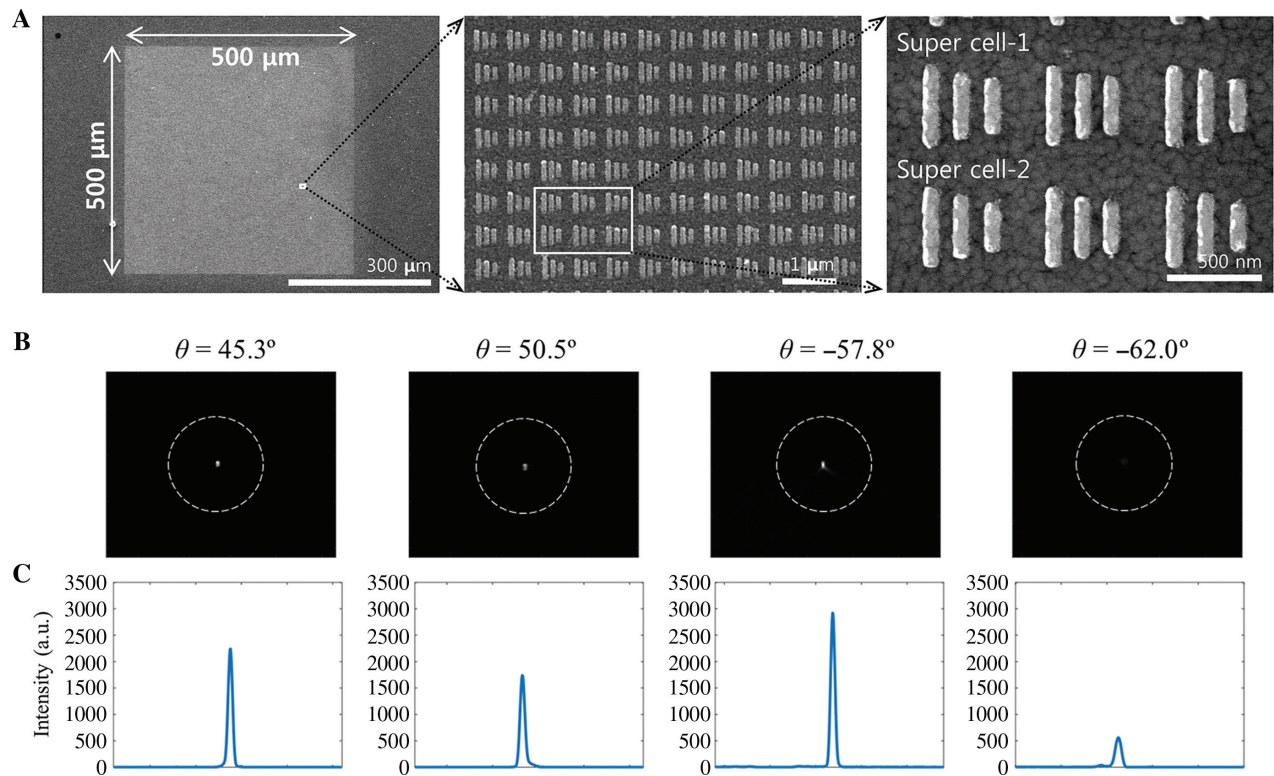 A
500 μm
500 μm
300 μm
1 μm
Super cell-1
Super cell-2
500 nm
B
θ = 45.3º
θ = 50.5º
θ = –57.8º
θ = –62.0º
C
Intensity (a.u.)
3500
3000
2500
2000
1500
1000
500
0
3500
3000
2500
2000
1500
1000
500
0
3500
3000
2500
2000
1500
1000
500
0
3500
3000
2500
2000
1500
1000
500
0